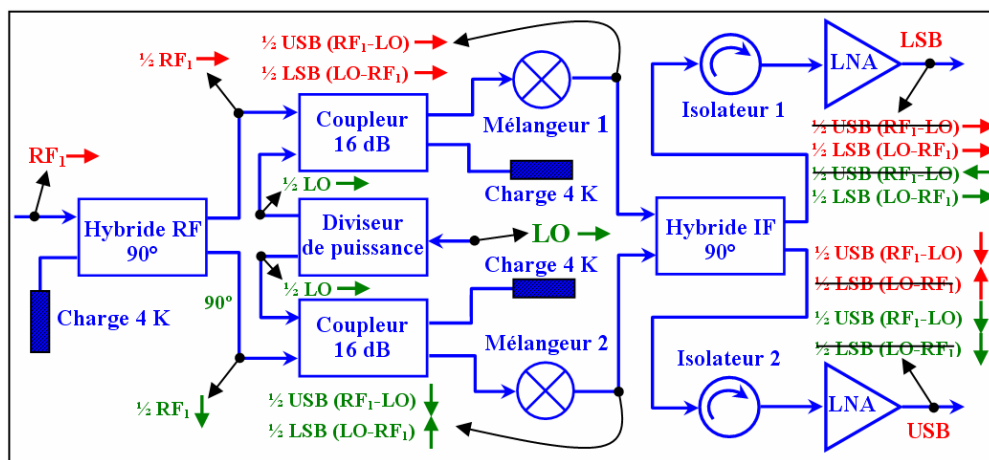 ½ USB (RF₁-LO)
½ RF₁
½ LSB (LO-RF₁)
Coupleur
16 dB
Mélangeur 1
Isolateur 1
LNA
LSB
RF₁
½ LO
Charge 4 K
½ USB (RF₁-LO)
½ LSB (LO-RF₁)
½ USB (RF₁-LO)
½ LSB (LO-RF₁)
Hybride RF
90°
Diviseur
de puissance
LO
Hybride IF
90°
Charge 4 K
90°
½ LO
Charge 4 K
½ USB (RF₁-LO)
½ LSB (LO-RF₁)
½ USB (RF₁-LO)
½ LSB (LO-RF₁)
Coupleur
16 dB
Mélangeur 2
Isolateur 2
½ RF₁
½ USB (RF₁-LO)
½ LSB (LO-RF₁)
LNA
USB